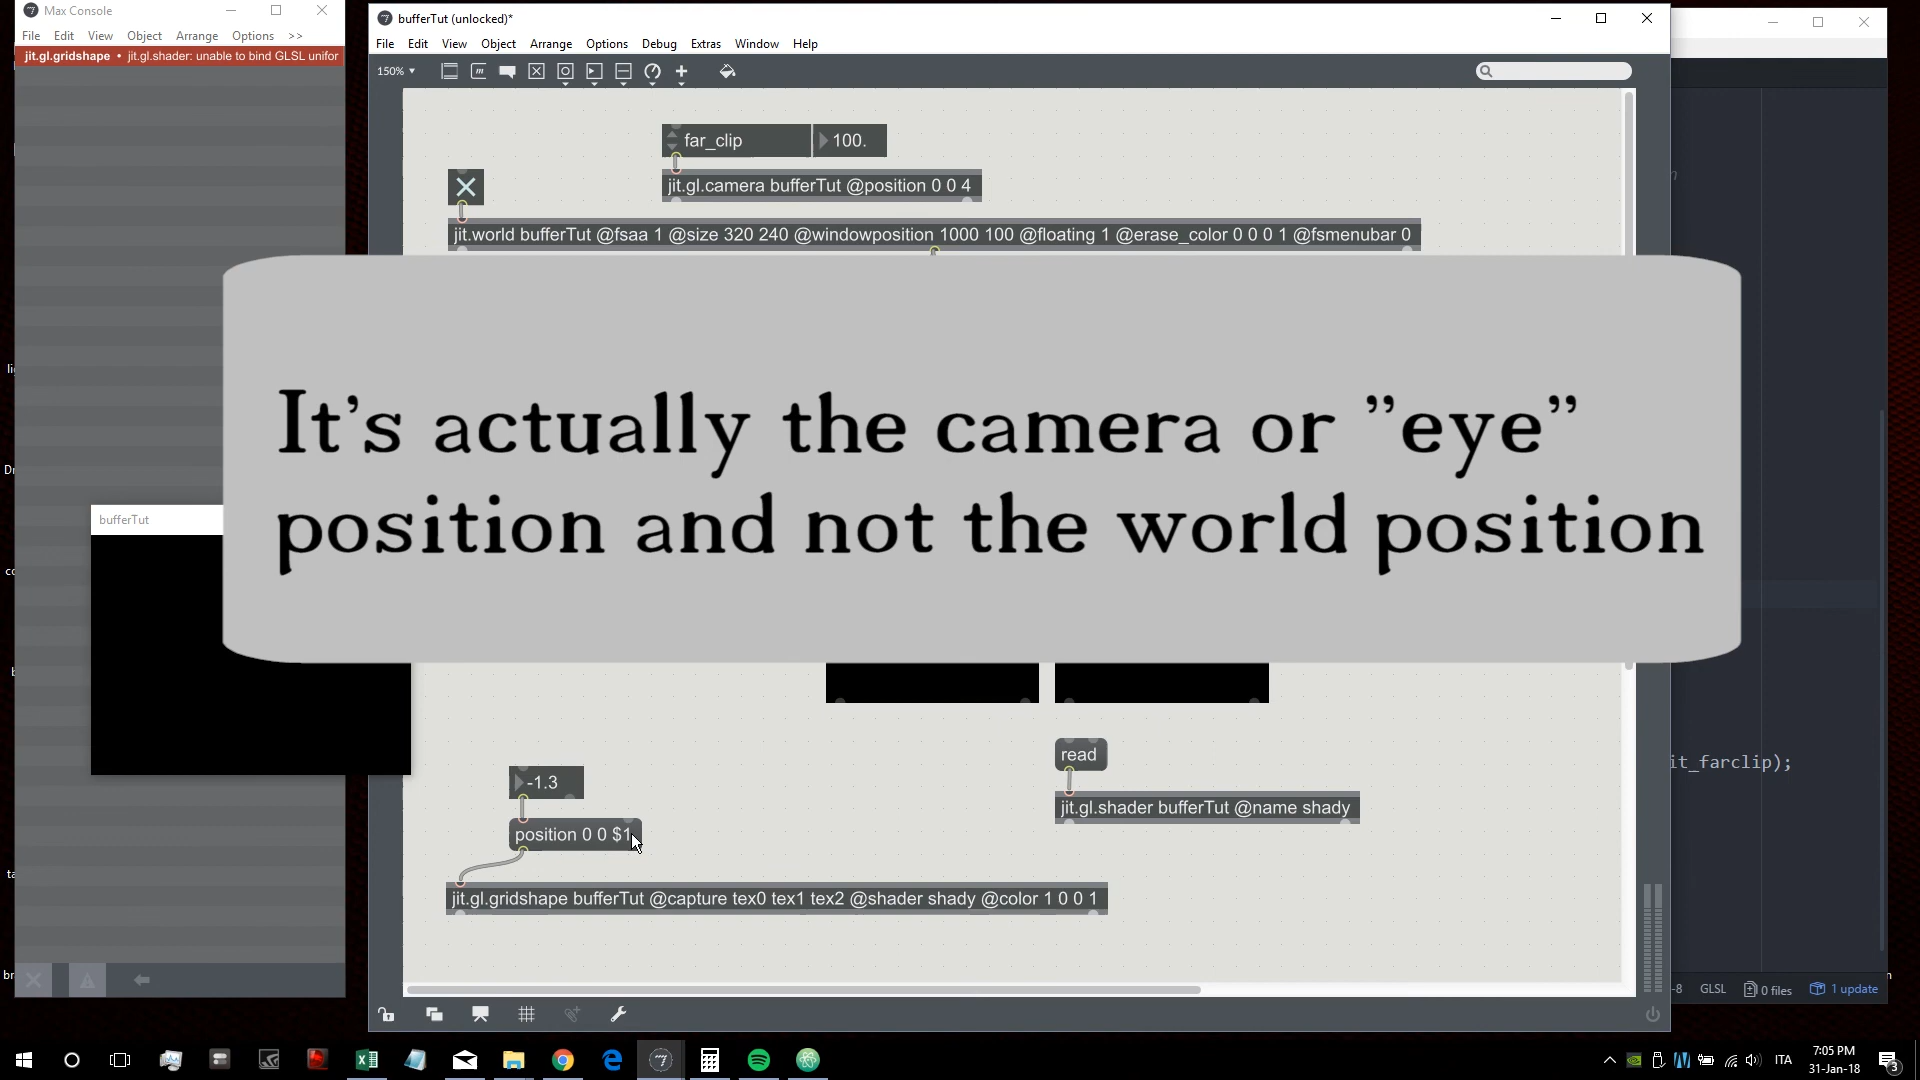 Max Console
File Edit View Object Arrange Options >>
jit.gl.gridshape • jit.gl.shader: unable to bind GLSL unifor
bufferTut (unlocked)*
File Edit View Object Arrange Options Debug Extras Window Help
150%
far_clip 100.
jit.gl.camera bufferTut @position 0 0 4
jit.world bufferTut @fsaa 1 @size 320 240 @windowposition 1000 100 @floating 1 @erase_color 0 0 0 1 @fsmenubar 0
It's actually the camera or "eye"
position and not the world position
bufferTut
read
it_farclip);
-1.3
jit.gl.shader bufferTut @name shady
position 0 0 $1
jit.gl.gridshape bufferTut @capture tex0 tex1 tex2 @shader shady @color 1 0 0 1
-8 GLSL 0 files 1 update
ITA
7:05 PM
31-Jan-18
3